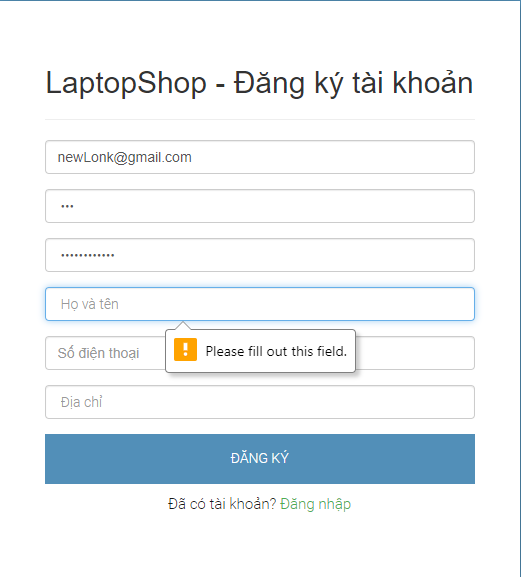 LaptopShop - Đăng ký tài khoản
newLonk@gmail.com
•••
••••••••••••
Họ và tên
Please fill out this field.
Số điện thoại
Địa chỉ
ĐĂNG KÝ
Đã có tài khoản? Đăng nhập